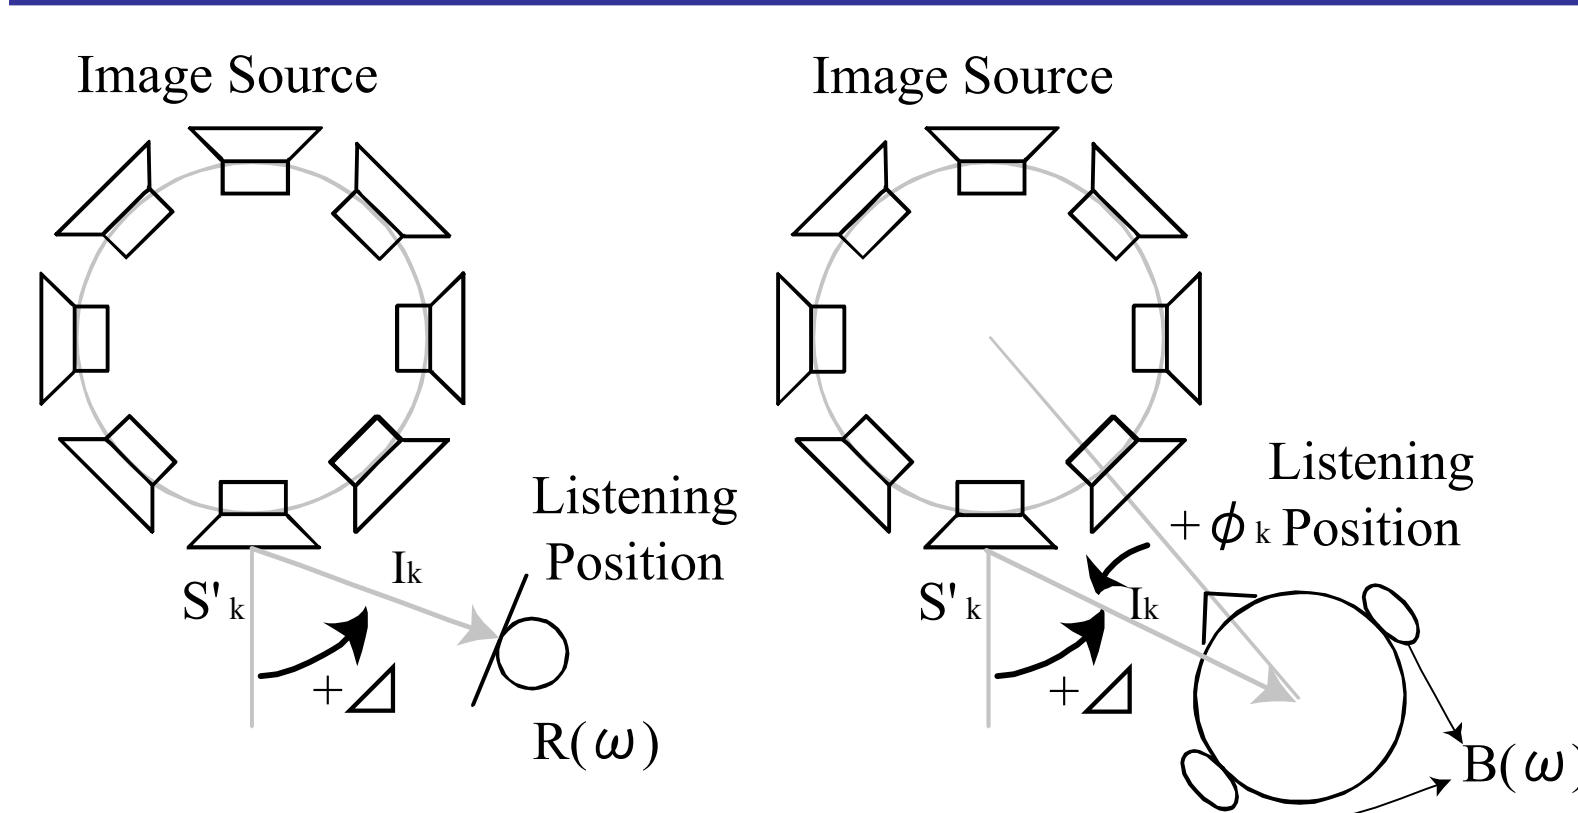 Image Source
Listening
Position
Ik
S'k
+⊿
R(ω)
Image Source
Listening
+ϕk Position
Ik
S'k
+⊿
B(ω)